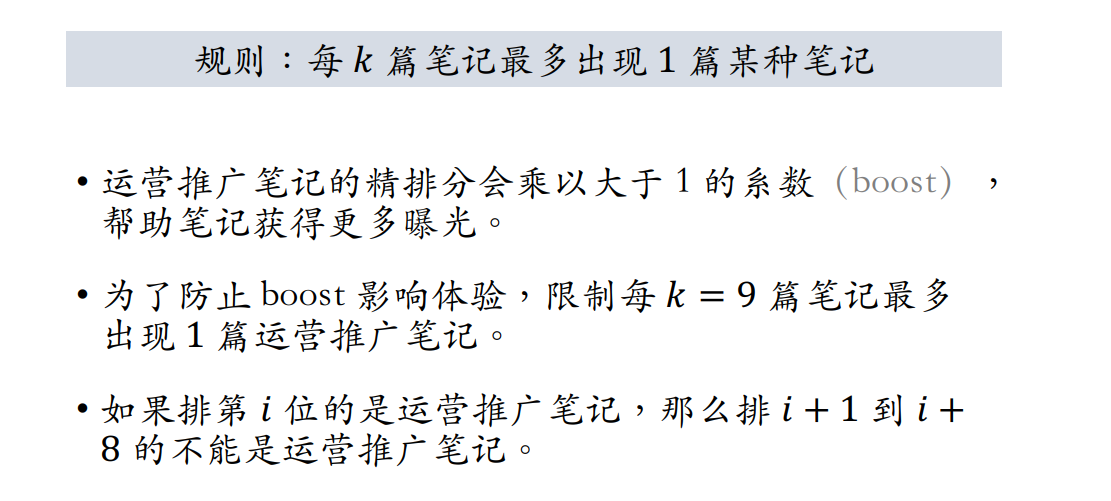 规则：每 k 篇笔记最多出现 1 篇某种笔记
• 运营推广笔记的精排分会乘以大于 1 的系数（boost），
帮助笔记获得更多曝光。
• 为了防止 boost 影响体验，限制每 k = 9 篇笔记最多
出现 1 篇运营推广笔记。
• 如果排第 i 位的是运营推广笔记，那么排 i + 1 到 i +
8 的不能是运营推广笔记。